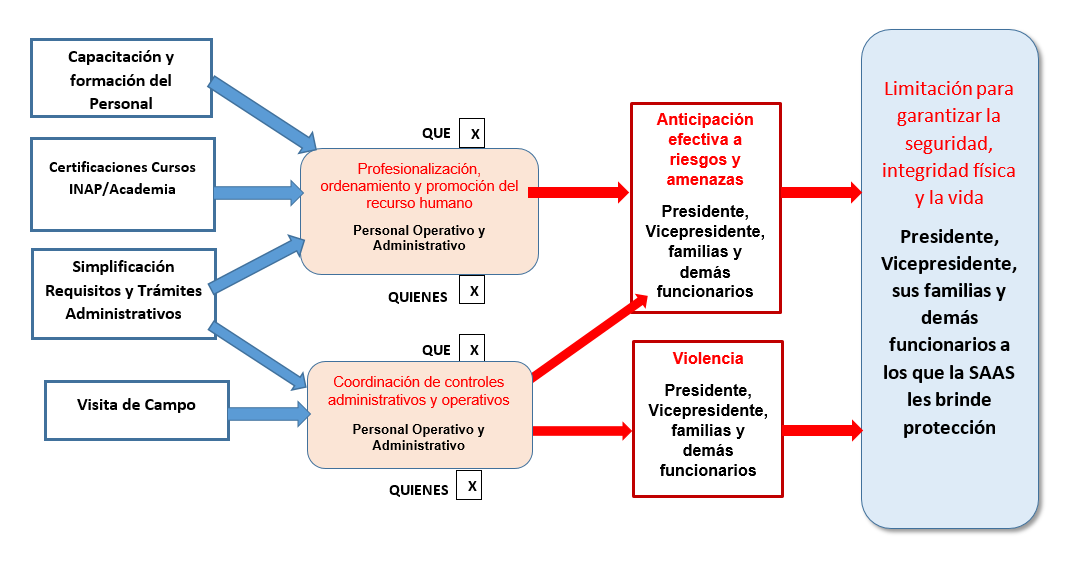 Capacitación y
formación del
Personal
Certificaciones Cursos
INAP/Academia
Simplificación
Requisitos y Trámites
Administrativos
Visita de Campo
QUE X
Profesionalización,
ordenamiento y promoción del
recurso humano
Personal Operativo y
Administrativo
QUIENES X
QUE X
Coordinación de controles
administrativos y operativos
Personal Operativo y
Administrativo
QUIENES X
Anticipación
efectiva a
riesgos y
amenazas
Presidente,
Vicepresidente,
familias y
demás
funcionarios
Violencia
Presidente,
Vicepresidente,
familias y
demás
funcionarios
Limitación para
garantizar la
seguridad,
integridad física
y la vida
Presidente,
Vicepresidente,
sus familias y
demás
funcionarios a
los que la SAAS
les brinde
protección